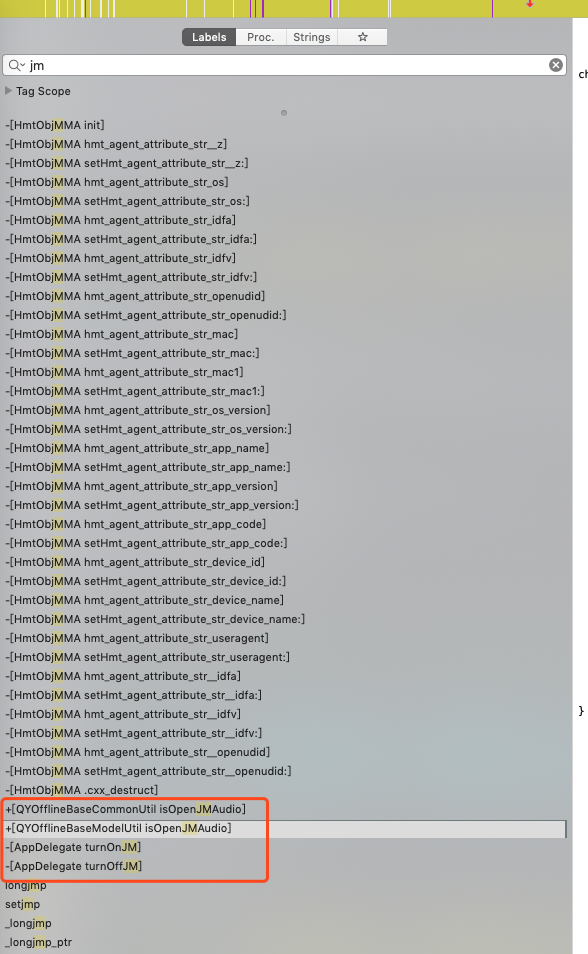 Labels Proc. Strings ☆
jm
Tag Scope
-[HmtObjMMA init]
-[HmtObjMMA hmt_agent_attribute_str__z]
-[HmtObjMMA setHmt_agent_attribute_str__z:]
-[HmtObjMMA hmt_agent_attribute_str_os]
-[HmtObjMMA setHmt_agent_attribute_str_os:]
-[HmtObjMMA hmt_agent_attribute_str_idfa]
-[HmtObjMMA setHmt_agent_attribute_str_idfa:]
-[HmtObjMMA hmt_agent_attribute_str_idfv]
-[HmtObjMMA setHmt_agent_attribute_str_idfv:]
-[HmtObjMMA hmt_agent_attribute_str_openudid]
-[HmtObjMMA setHmt_agent_attribute_str_openudid:]
-[HmtObjMMA hmt_agent_attribute_str_mac]
-[HmtObjMMA setHmt_agent_attribute_str_mac:]
-[HmtObjMMA hmt_agent_attribute_str_mac1]
-[HmtObjMMA setHmt_agent_attribute_str_mac1:]
-[HmtObjMMA hmt_agent_attribute_str_os_version]
-[HmtObjMMA setHmt_agent_attribute_str_os_version:]
-[HmtObjMMA hmt_agent_attribute_str_app_name]
-[HmtObjMMA setHmt_agent_attribute_str_app_name:]
-[HmtObjMMA hmt_agent_attribute_str_app_version]
-[HmtObjMMA setHmt_agent_attribute_str_app_version:]
-[HmtObjMMA hmt_agent_attribute_str_app_code]
-[HmtObjMMA setHmt_agent_attribute_str_app_code:]
-[HmtObjMMA hmt_agent_attribute_str_device_id]
-[HmtObjMMA setHmt_agent_attribute_str_device_id:]
-[HmtObjMMA hmt_agent_attribute_str_device_name]
-[HmtObjMMA setHmt_agent_attribute_str_device_name:]
-[HmtObjMMA hmt_agent_attribute_str_useragent]
-[HmtObjMMA setHmt_agent_attribute_str_useragent:]
-[HmtObjMMA hmt_agent_attribute_str__idfa]
-[HmtObjMMA setHmt_agent_attribute_str__idfa:]
-[HmtObjMMA hmt_agent_attribute_str__idfv]
-[HmtObjMMA setHmt_agent_attribute_str__idfv:]
-[HmtObjMMA hmt_agent_attribute_str__openudid]
-[HmtObjMMA setHmt_agent_attribute_str__openudid:]
-[HmtObjMMA .cxx_destruct]
+[QYOfflineBaseCommonUtil isOpenJMAudio]
+[QYOfflineBaseModelUtil isOpenJMAudio]
-[AppDelegate turnOnJM]
-[AppDelegate turnOffJM]
longjmp
setjmp
_longjmp
_longjmp_ptr
}